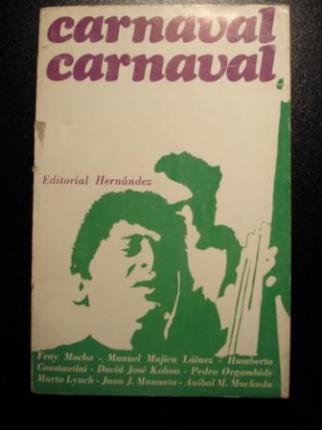 carnaval
carnaval
Editorial Hernández
Fray Mocho - Manuel Mujica Láinez - Humberto
Constantini - David José Kohon - Pedro Orgambide
Marta Lynch - Juan J. Manauta - Aníbal M. Machado